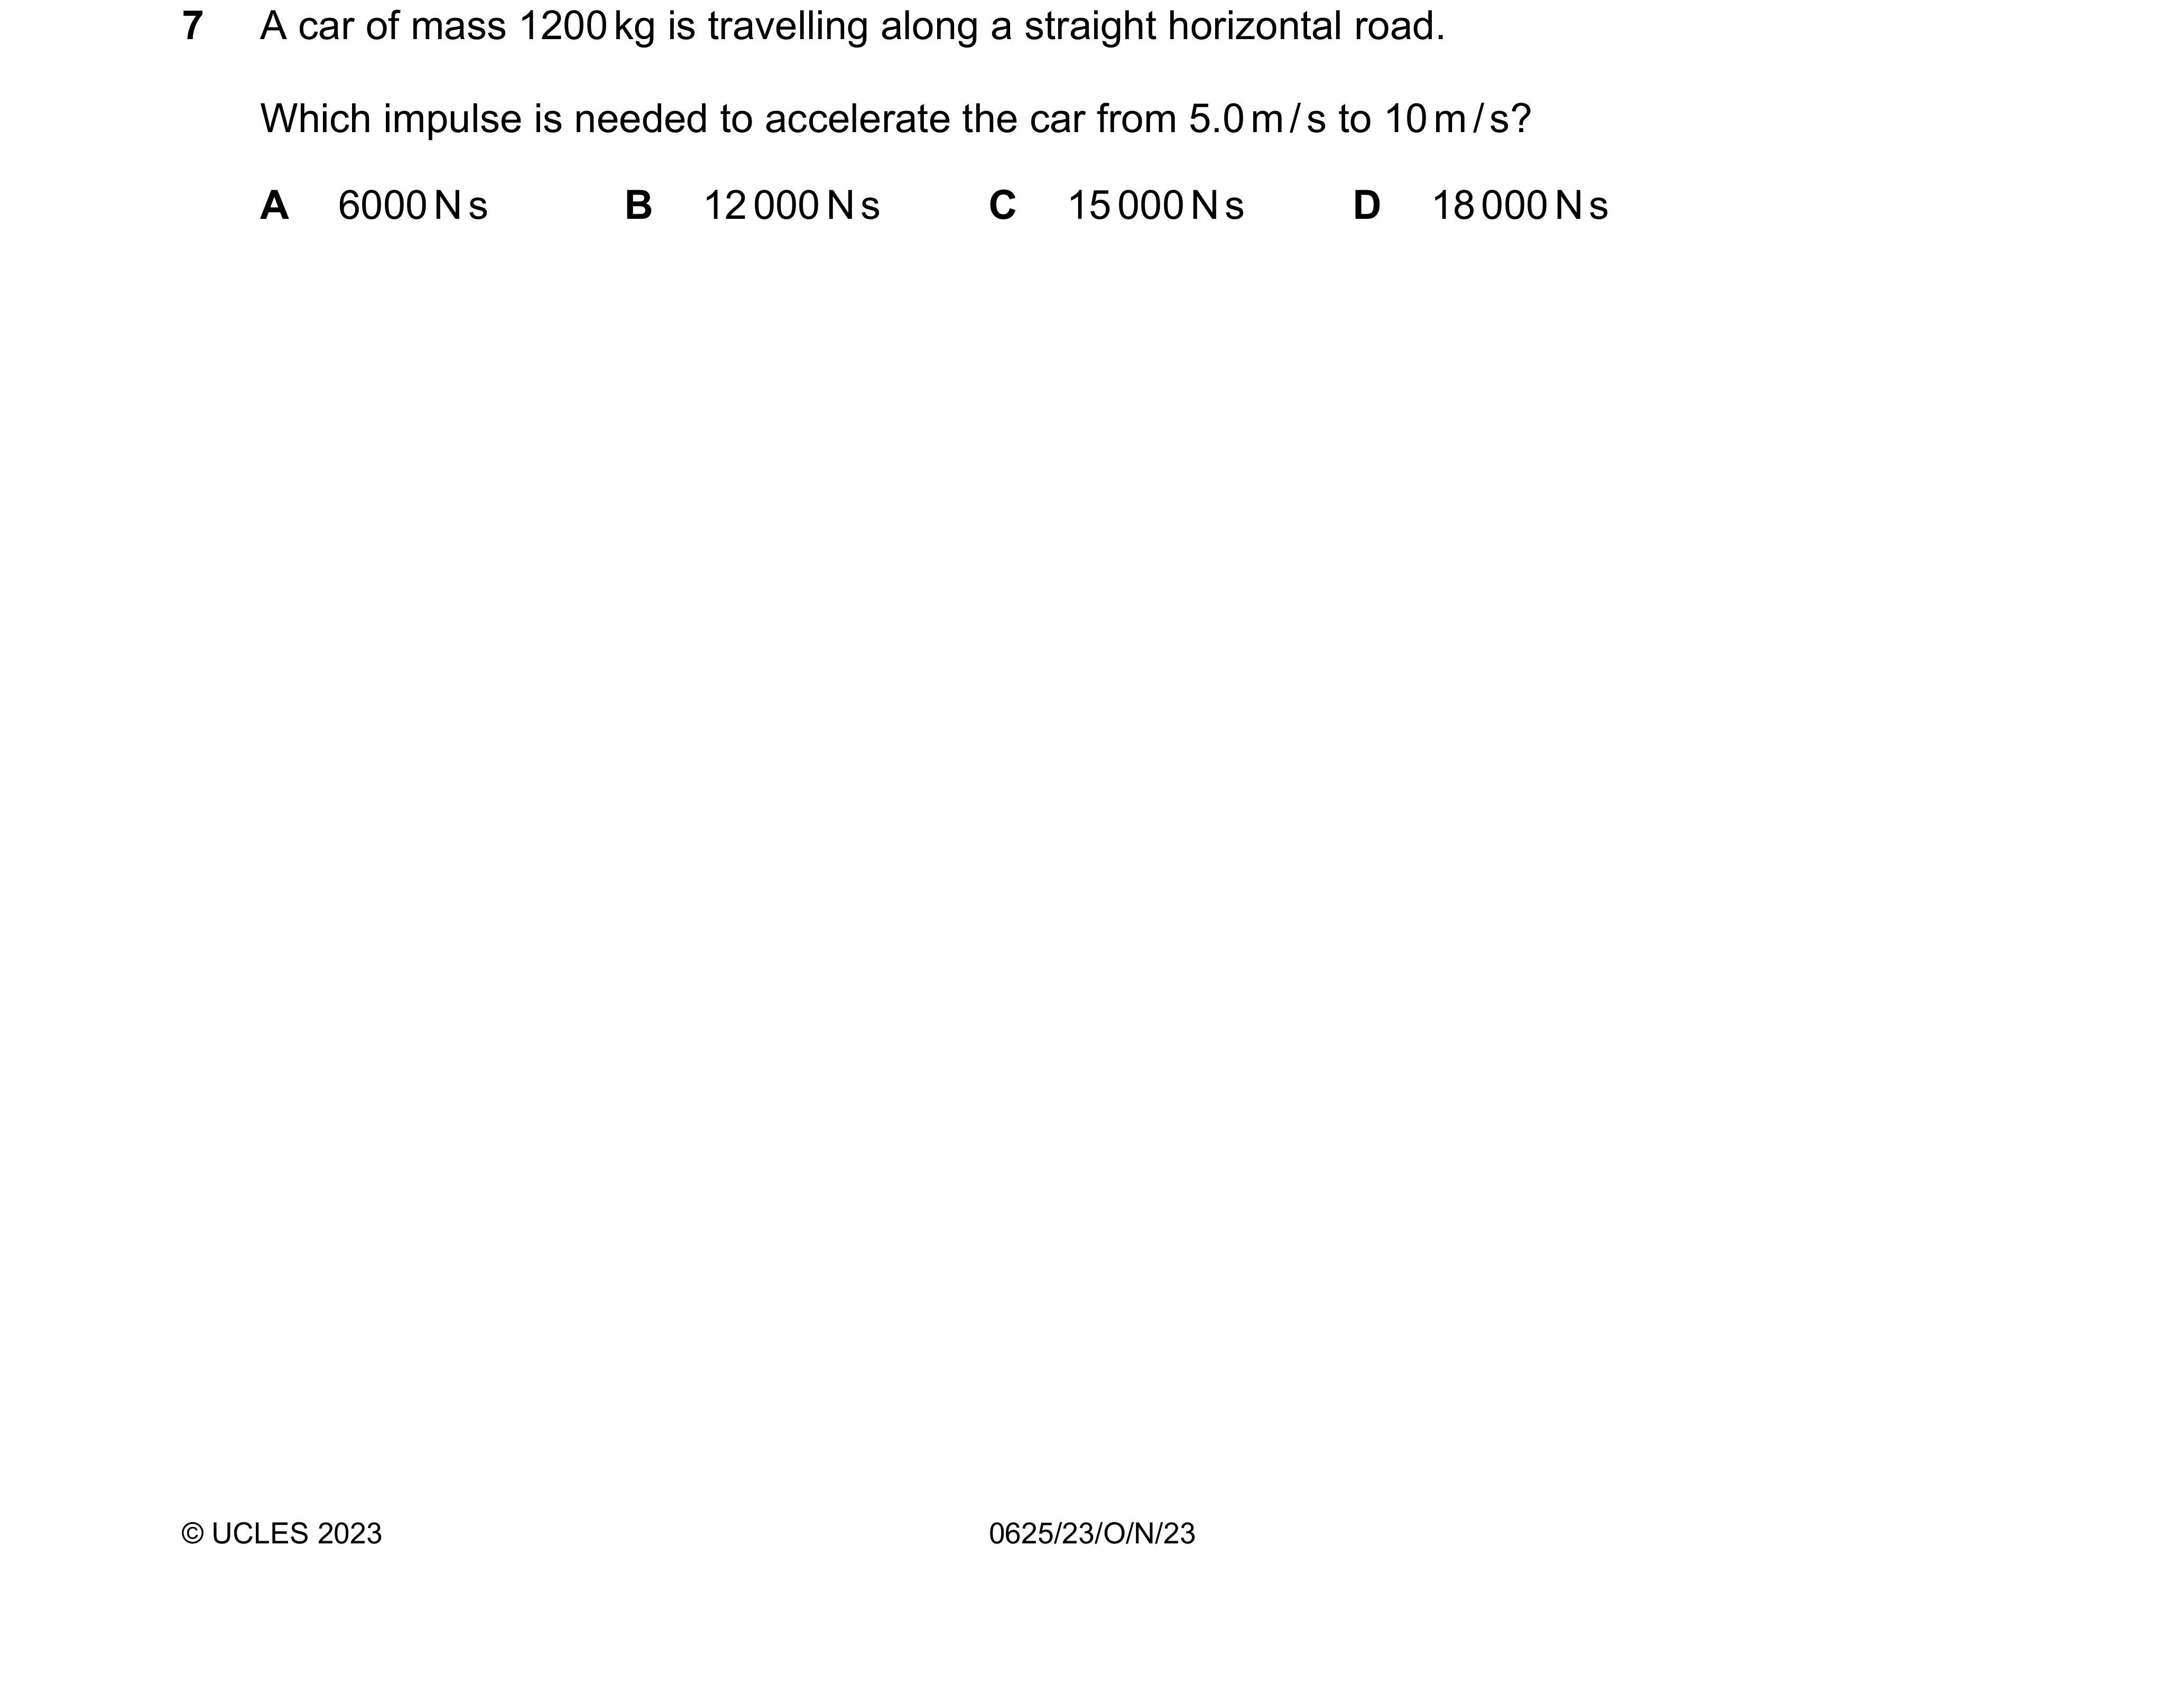 7 A car of mass 1200 kg is travelling along a straight horizontal road.
Which impulse is needed to accelerate the car from 5.0 m / s to 10 m / s?
A 6000 N s B 12 000 N s C 15 000 N s D 18 000 N s
© UCLES 2023 0625/23/O/N/23